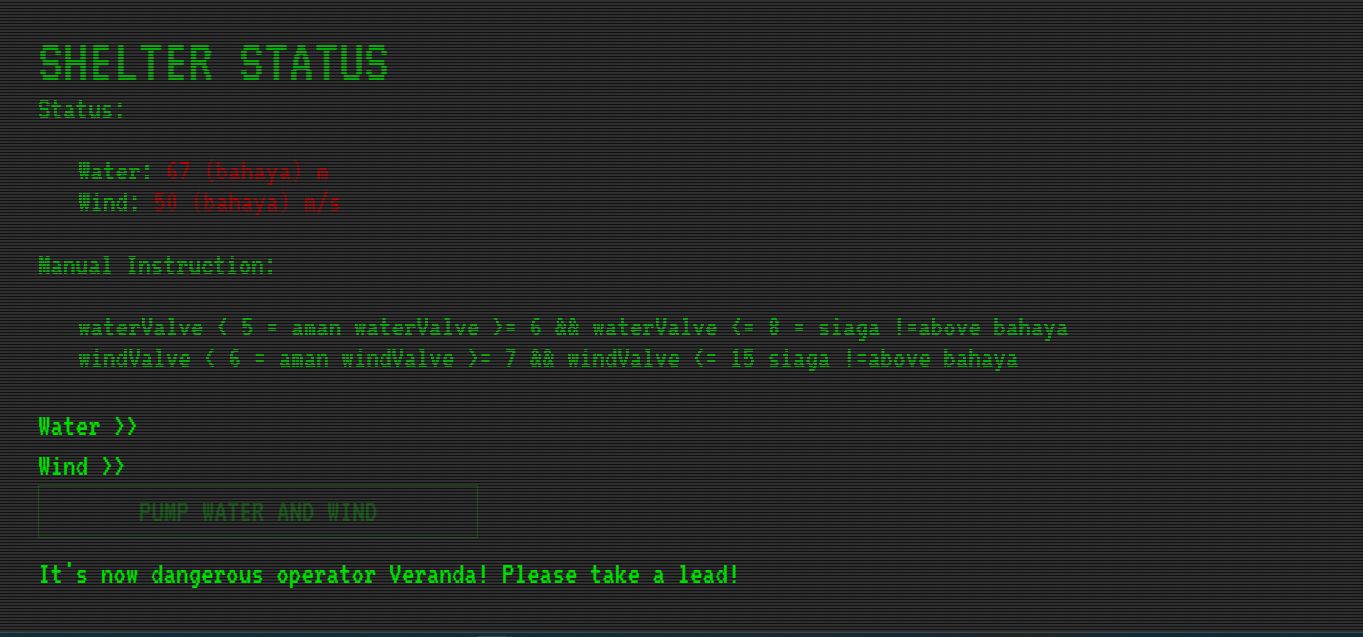 SHELTER STATUS
Status:
Water: 67 (bahaya) m
Wind: 50 (bahaya) m/s
Manual Instruction:
waterValve < 5 = aman waterValve >= 6 && waterValve <= 8 = siaga !=above bahaya
windValve < 6 = aman windValve >= 7 && windValve <= 15 siaga !=above bahaya
Water >>
Wind >>
PUMP WATER AND WIND
It's now dangerous operator Veranda! Please take a lead!